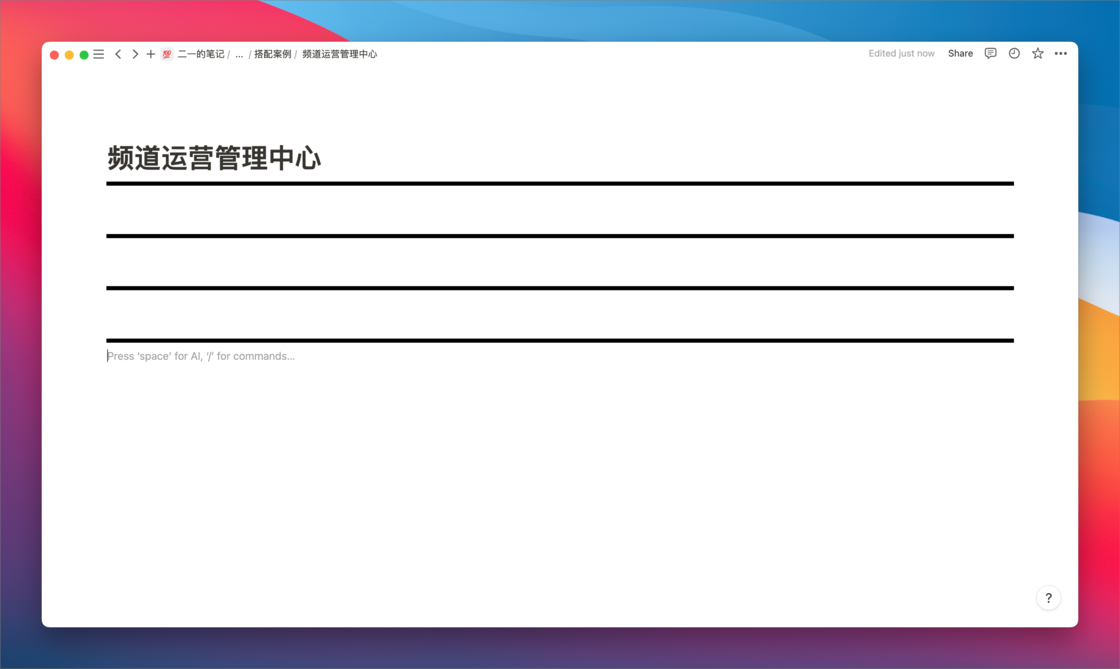 二一的笔记 / ... / 搭配案例 / 频道运营管理中心
Edited just now Share
频道运营管理中心
Press ‘space’ for AI, ‘/’ for commands...
?